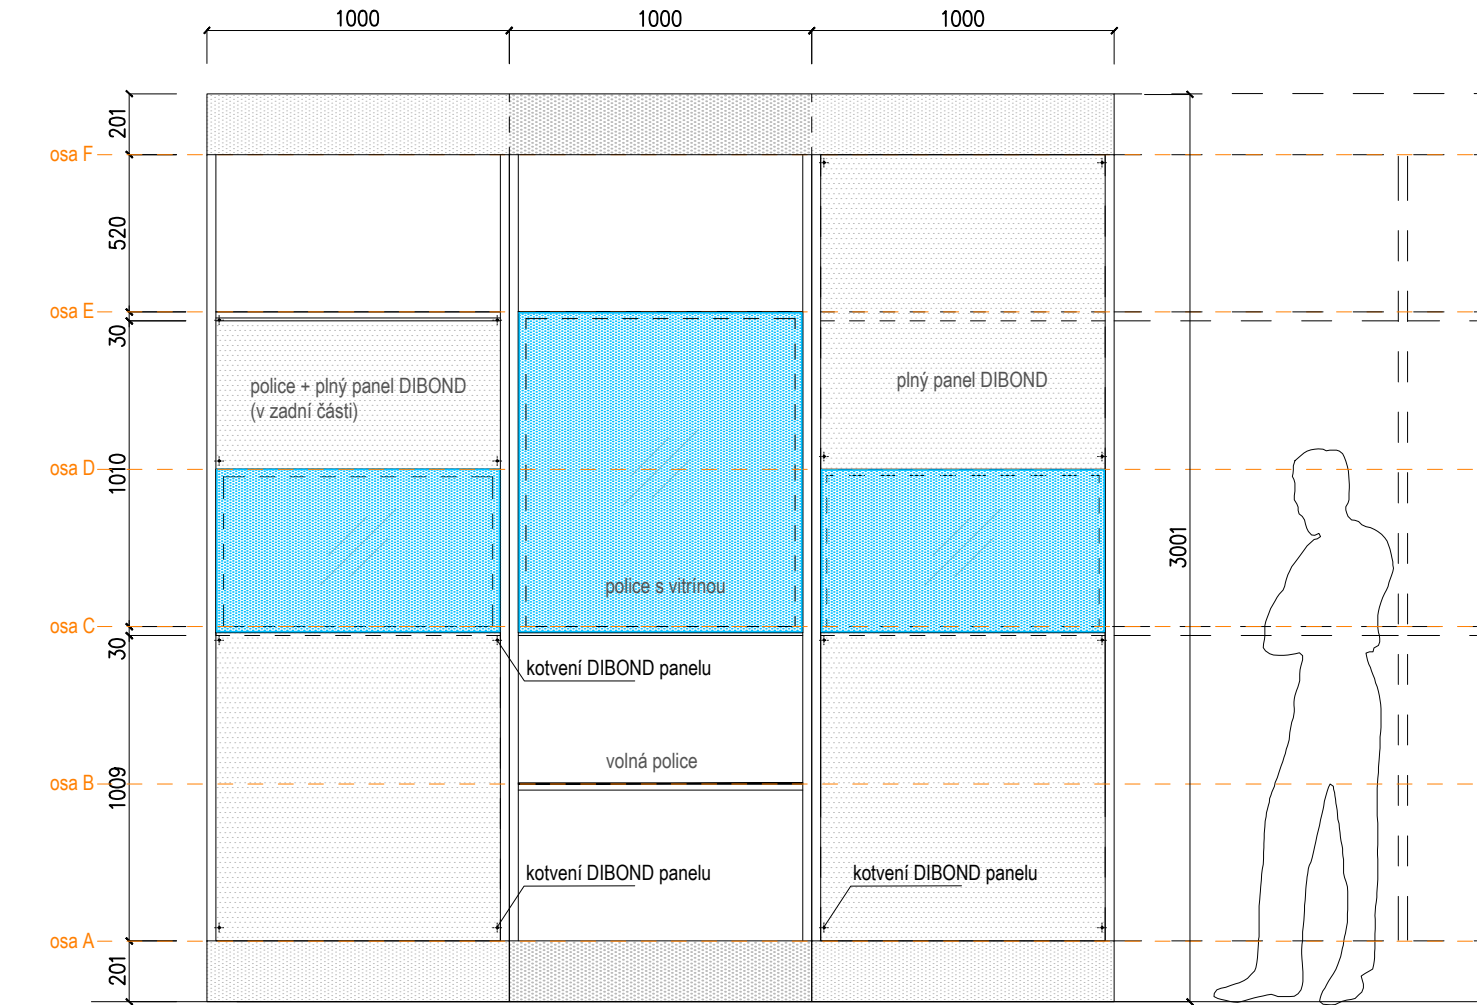 1000
1000
1000
201
osa F
520
osa E
30
police + plný panel DIBOND
(v zadní části)
plný panel DIBOND
osa D
1010
3001
police s vitrínou
osa C
30
kotvení DIBOND panelu
volná police
osa B
1009
kotvení DIBOND panelu
kotvení DIBOND panelu
osa A
201